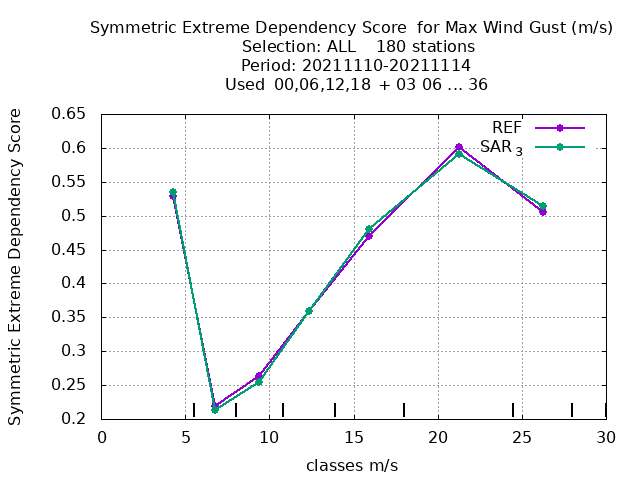 Symmetric Extreme Dependency Score for Max Wind Gust (m/s)
Selection: ALL 180 stations
Period: 20211110-20211114
Used 00,06,12,18 + 03 06 ... 36
Symmetric Extreme Dependency Score
0.65
0.6
0.55
0.5
0.45
0.4
0.35
0.3
0.25
0.2
REF
SAR 3
0 5 10 15 20 25 30
classes m/s